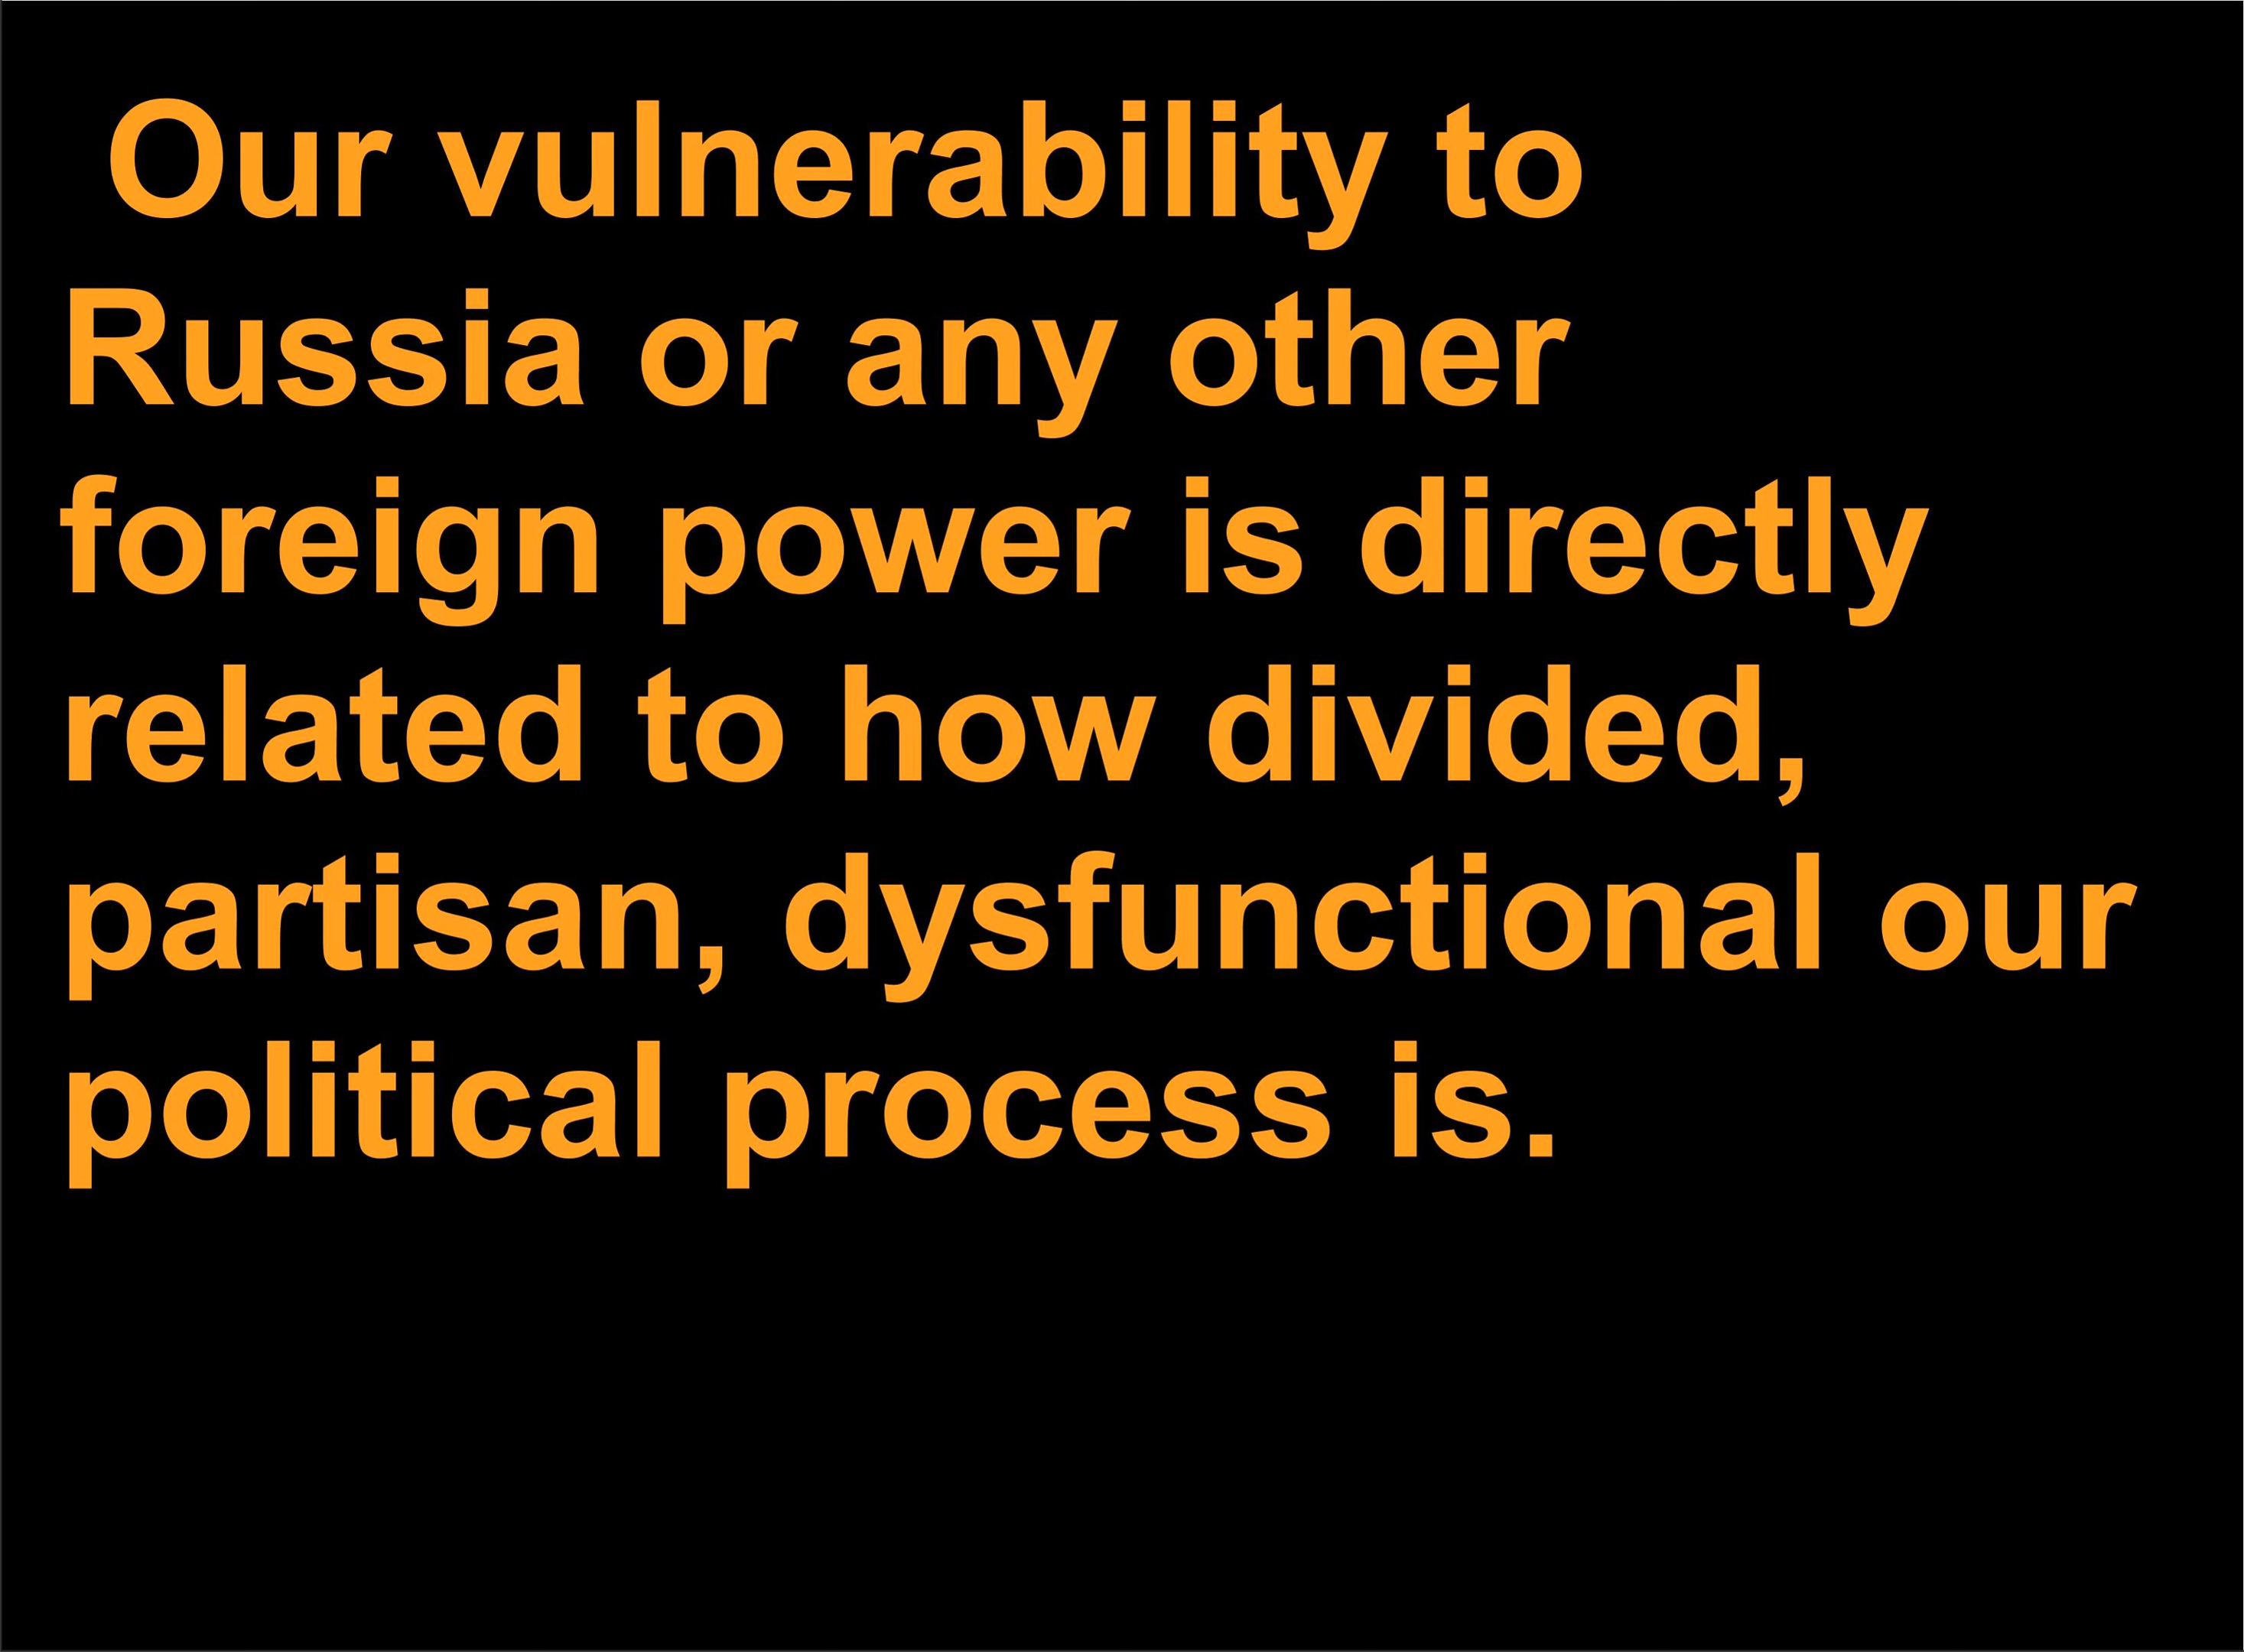 Our vulnerability to
Russia or any other
foreign power is directly
related to how divided,
partisan, dysfunctional our
political process is.